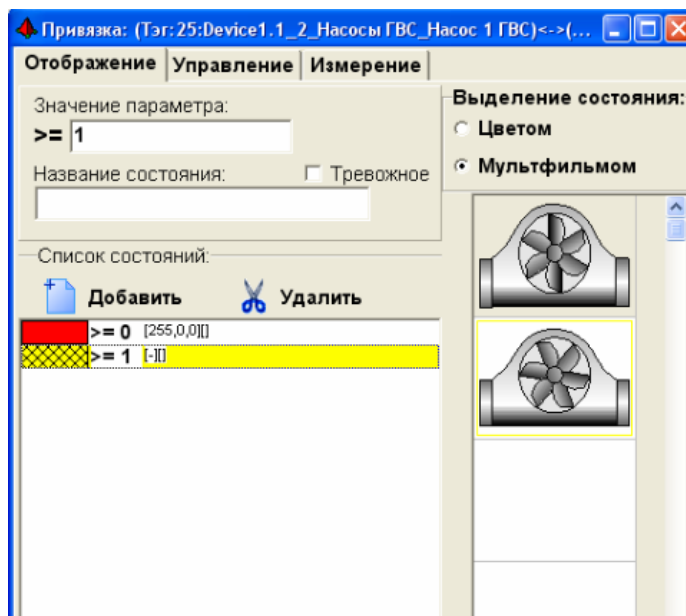 Привязка: (Тэг:25:Device1.1_2_Насосы ГВС_Насос 1 ГВС)<->(...
Отображение Управление Измерение
Значение параметра:
>= 1
Название состояния: Тревожное
Выделение состояния:
Цветом
Мультфильмом
Список состояний:
Добавить Удалить
>= 0 [255,0,0][]
>= 1 [-][]